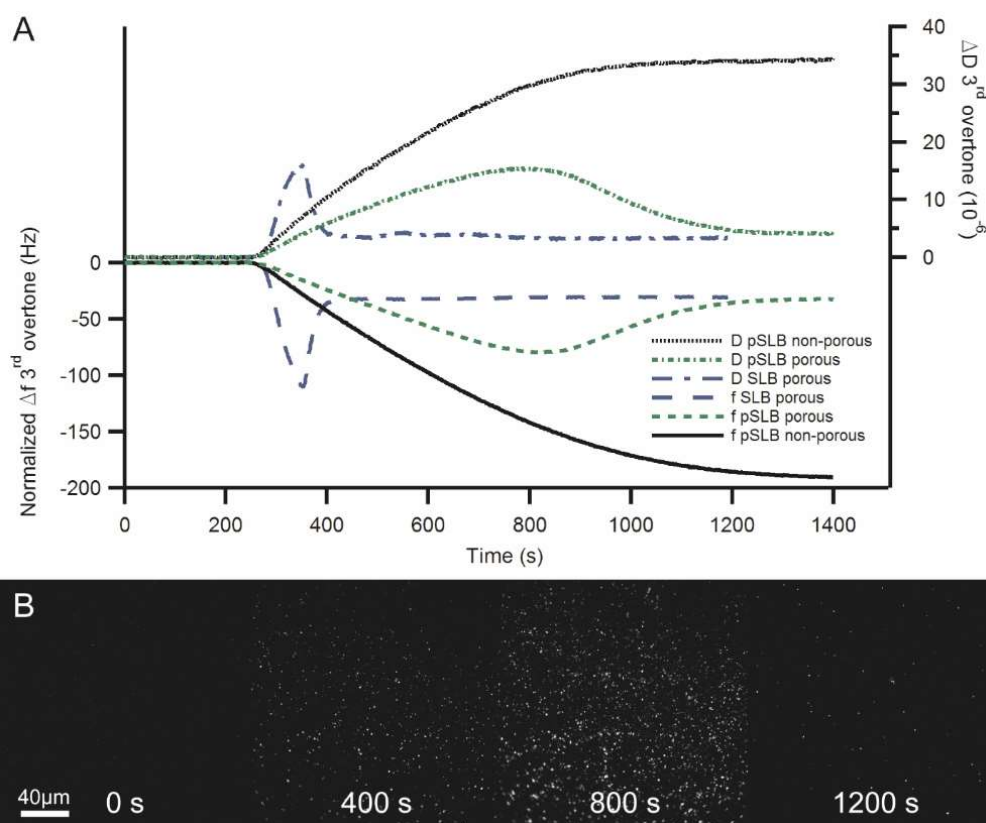 A
Normalized Δf 3rd overtone (Hz)
0
-50
-100
-150
-200
0
200
400
600
800
1000
1200
1400
Time (s)
40
30
20
10
0
ΔD 3rd overtone (10-6)
D pSLB non-porous
D pSLB porous
D SLB porous
f SLB porous
f pSLB porous
f pSLB non-porous
B
40µm
0 s
400 s
800 s
1200 s